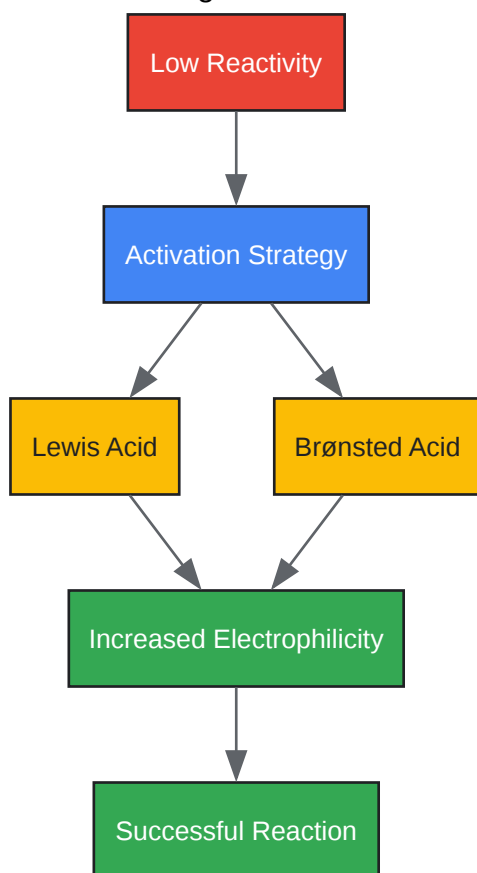 Low Reactivity
Activation Strategy
Lewis Acid
Brønsted Acid
Increased Electrophilicity
Successful Reaction